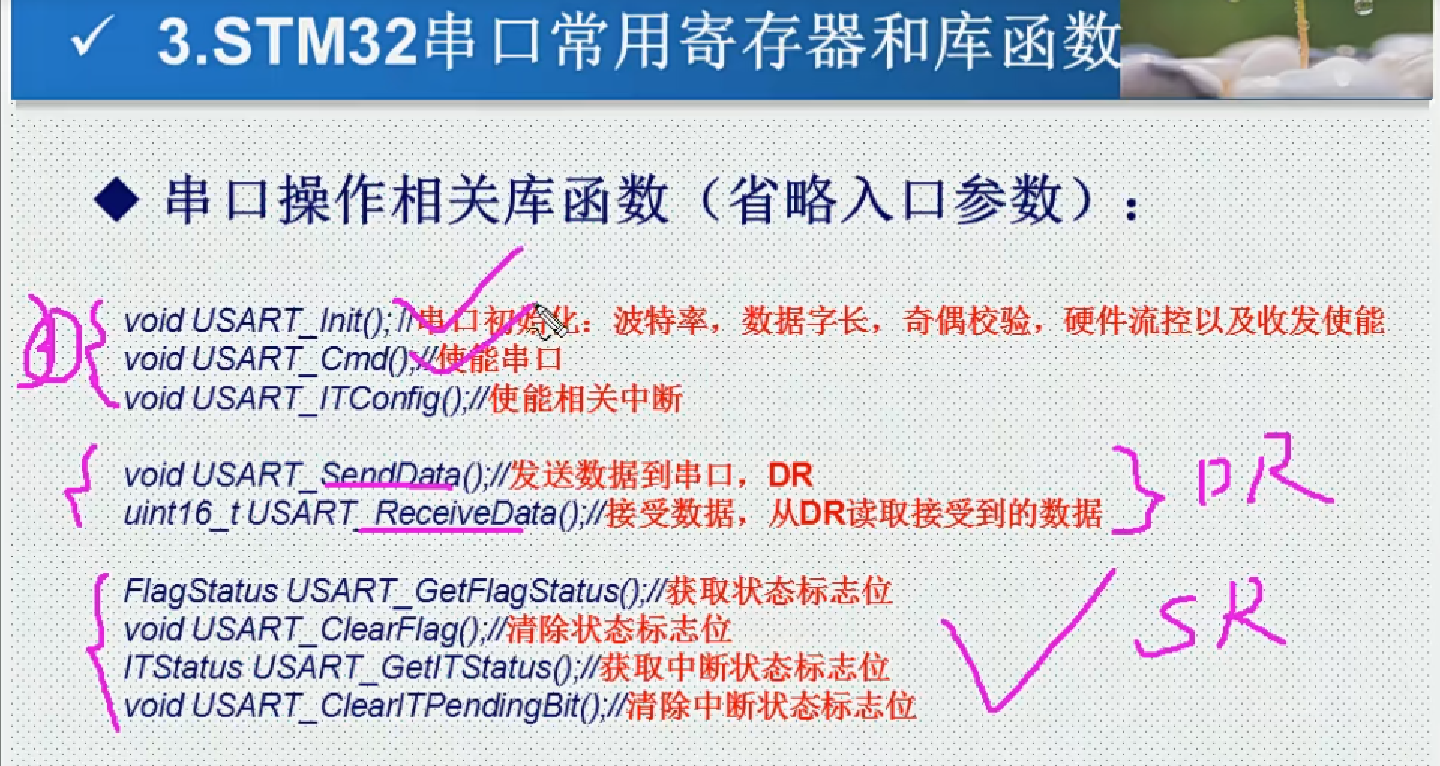 ✓ 3.STM32串口常用寄存器和库函数
◆ 串口操作相关库函数（省略入口参数）：
void USART_Init(); //串口初始化：波特率，数据字长，奇偶校验，硬件流控以及收发使能
void USART_Cmd();//使能串口
void USART_ITConfig();//使能相关中断
void USART_SendData();//发送数据到串口，DR
uint16_t USART_ReceiveData();//接受数据，从DR读取接受到的数据
DR
FlagStatus USART_GetFlagStatus();//获取状态标志位
void USART_ClearFlag();//清除状态标志位
ITStatus USART_GetITStatus();//获取中断状态标志位
void USART_ClearITPendingBit();//清除中断状态标志位
SR